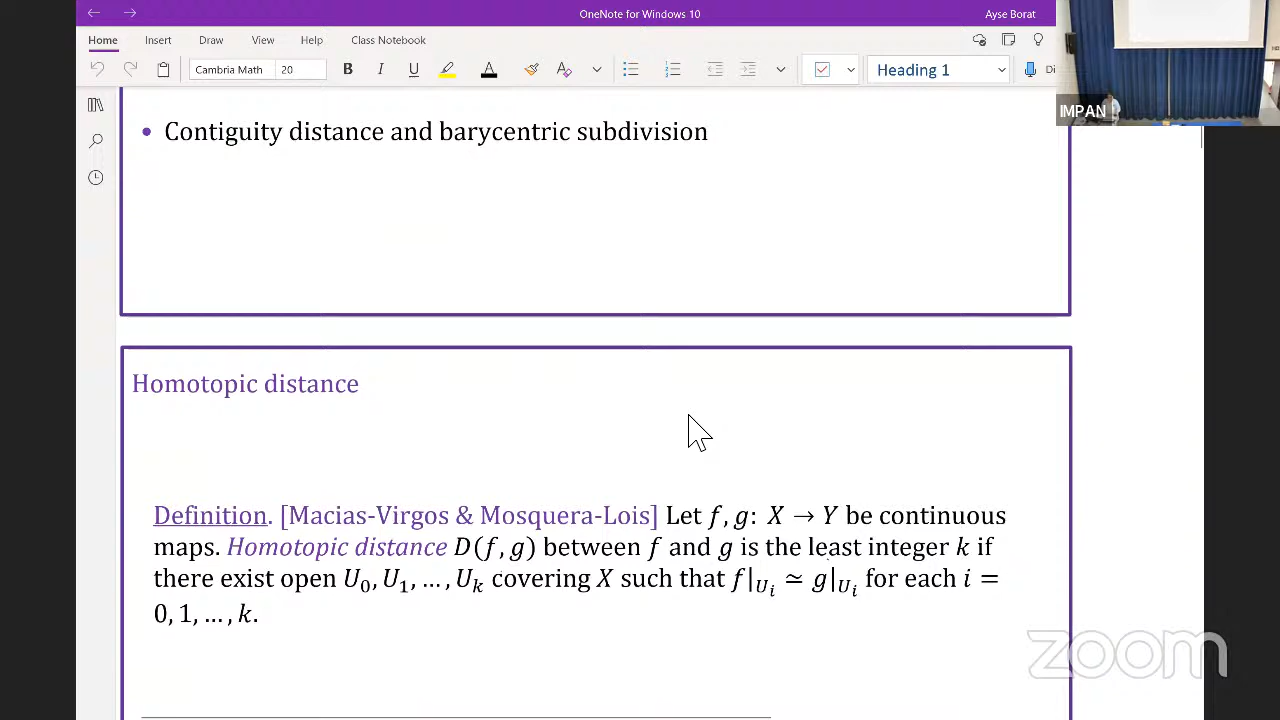 OneNote for Windows 10
Ayse Borat
Home Insert Draw View Help Class Notebook
Cambria Math 20 B I U A Heading 1 Di
IMPAN
• Contiguity distance and barycentric subdivision
Homotopic distance
Definition. [Macias-Virgos & Mosquera-Lois] Let f, g: X → Y be continuous
maps. Homotopic distance D(f, g) between f and g is the least integer k if
there exist open U₀, U₁, …, Uₖ covering X such that f|_{U_i} ≃ g|_{U_i} for each i =
0, 1, …, k.
zoom